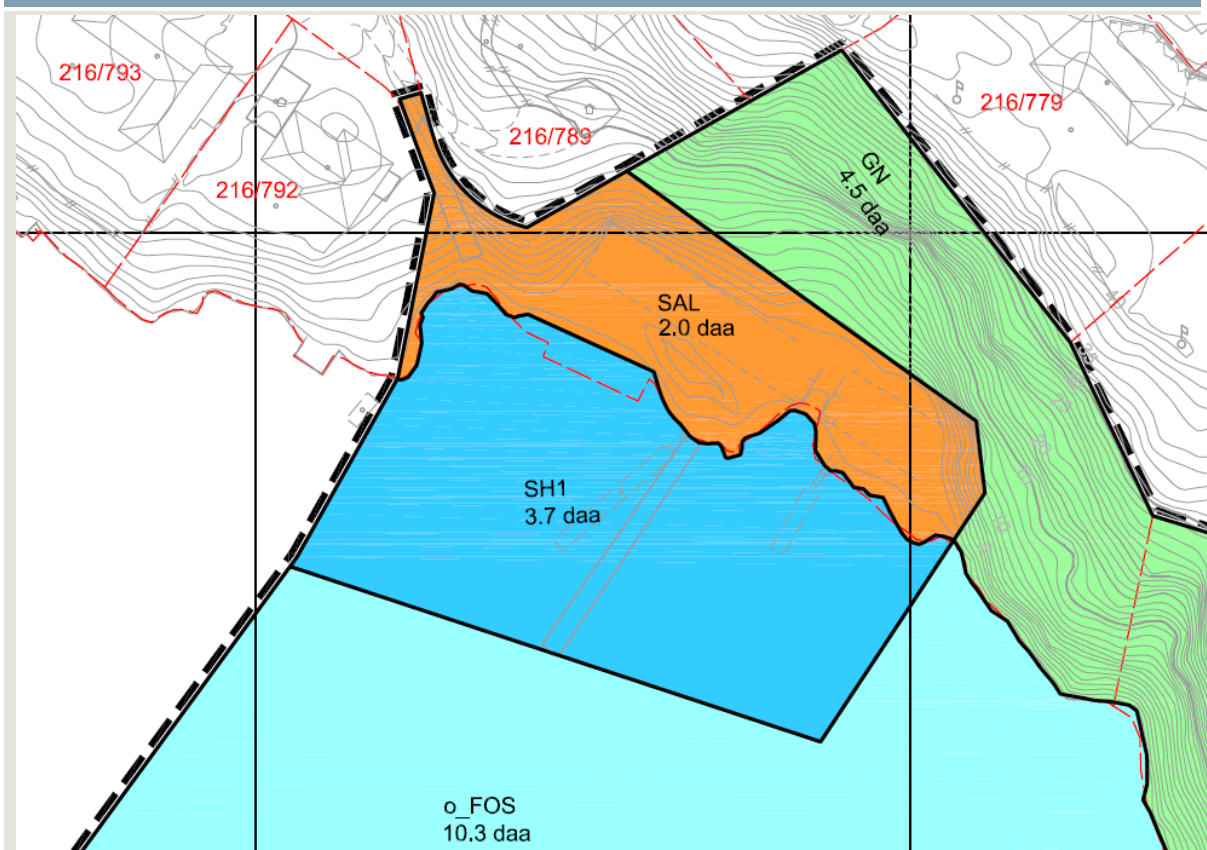 216/793
216/779
216/789
216/792
GN
4.5 daa
SAL
2.0 daa
SH1
3.7 daa
o_FOS
10.3 daa